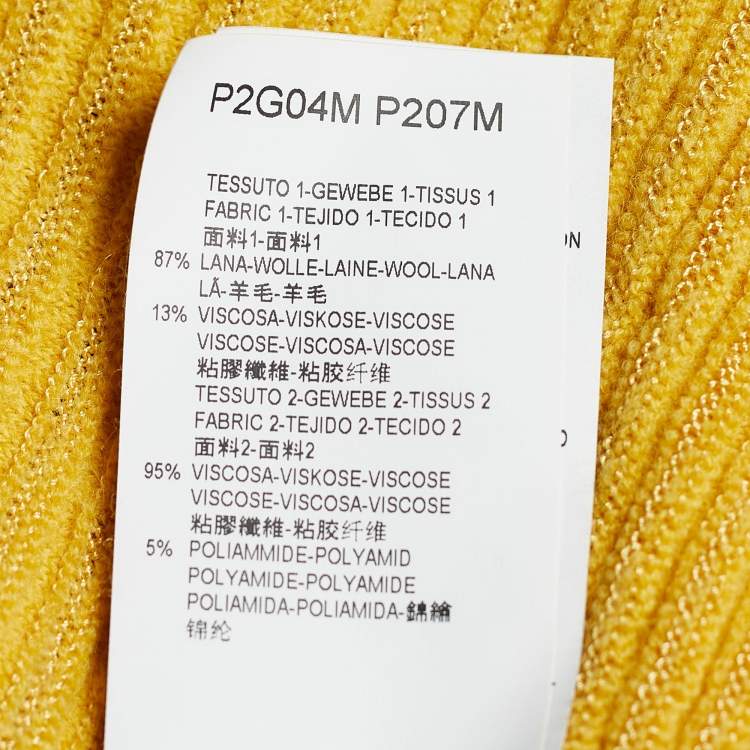 P2G04M P207M
TESSUTO 1-GEWEBE 1-TISSUS 1
FABRIC 1-TEJIDO 1-TECIDO 1
面料1-面料1
87% LANA-WOLLE-LAINE-WOOL-LANA
LÃ-羊毛-羊毛
13% VISCOSA-VISKOSE-VISCOSE
VISCOSE-VISCOSA-VISCOSE
粘膠纖維-粘胶纤维
TESSUTO 2-GEWEBE 2-TISSUS 2
FABRIC 2-TEJIDO 2-TECIDO 2
面料2-面料2
95% VISCOSA-VISKOSE-VISCOSE
VISCOSE-VISCOSA-VISCOSE
粘膠纖維-粘胶纤维
5% POLIAMMIDE-POLYAMID
POLYAMIDE-POLYAMIDE
POLIAMIDA-POLIAMIDA-錦綸
锦纶